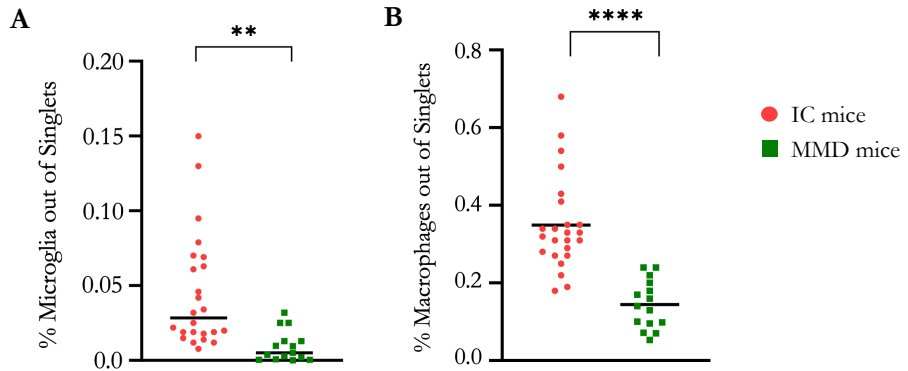 A
**
% Microglia out of Singlets
0.20
0.15
0.10
0.05
0.0
B
****
% Macrophages out of Singlets
0.8
0.6
0.4
0.2
0.0
IC mice
MMD mice